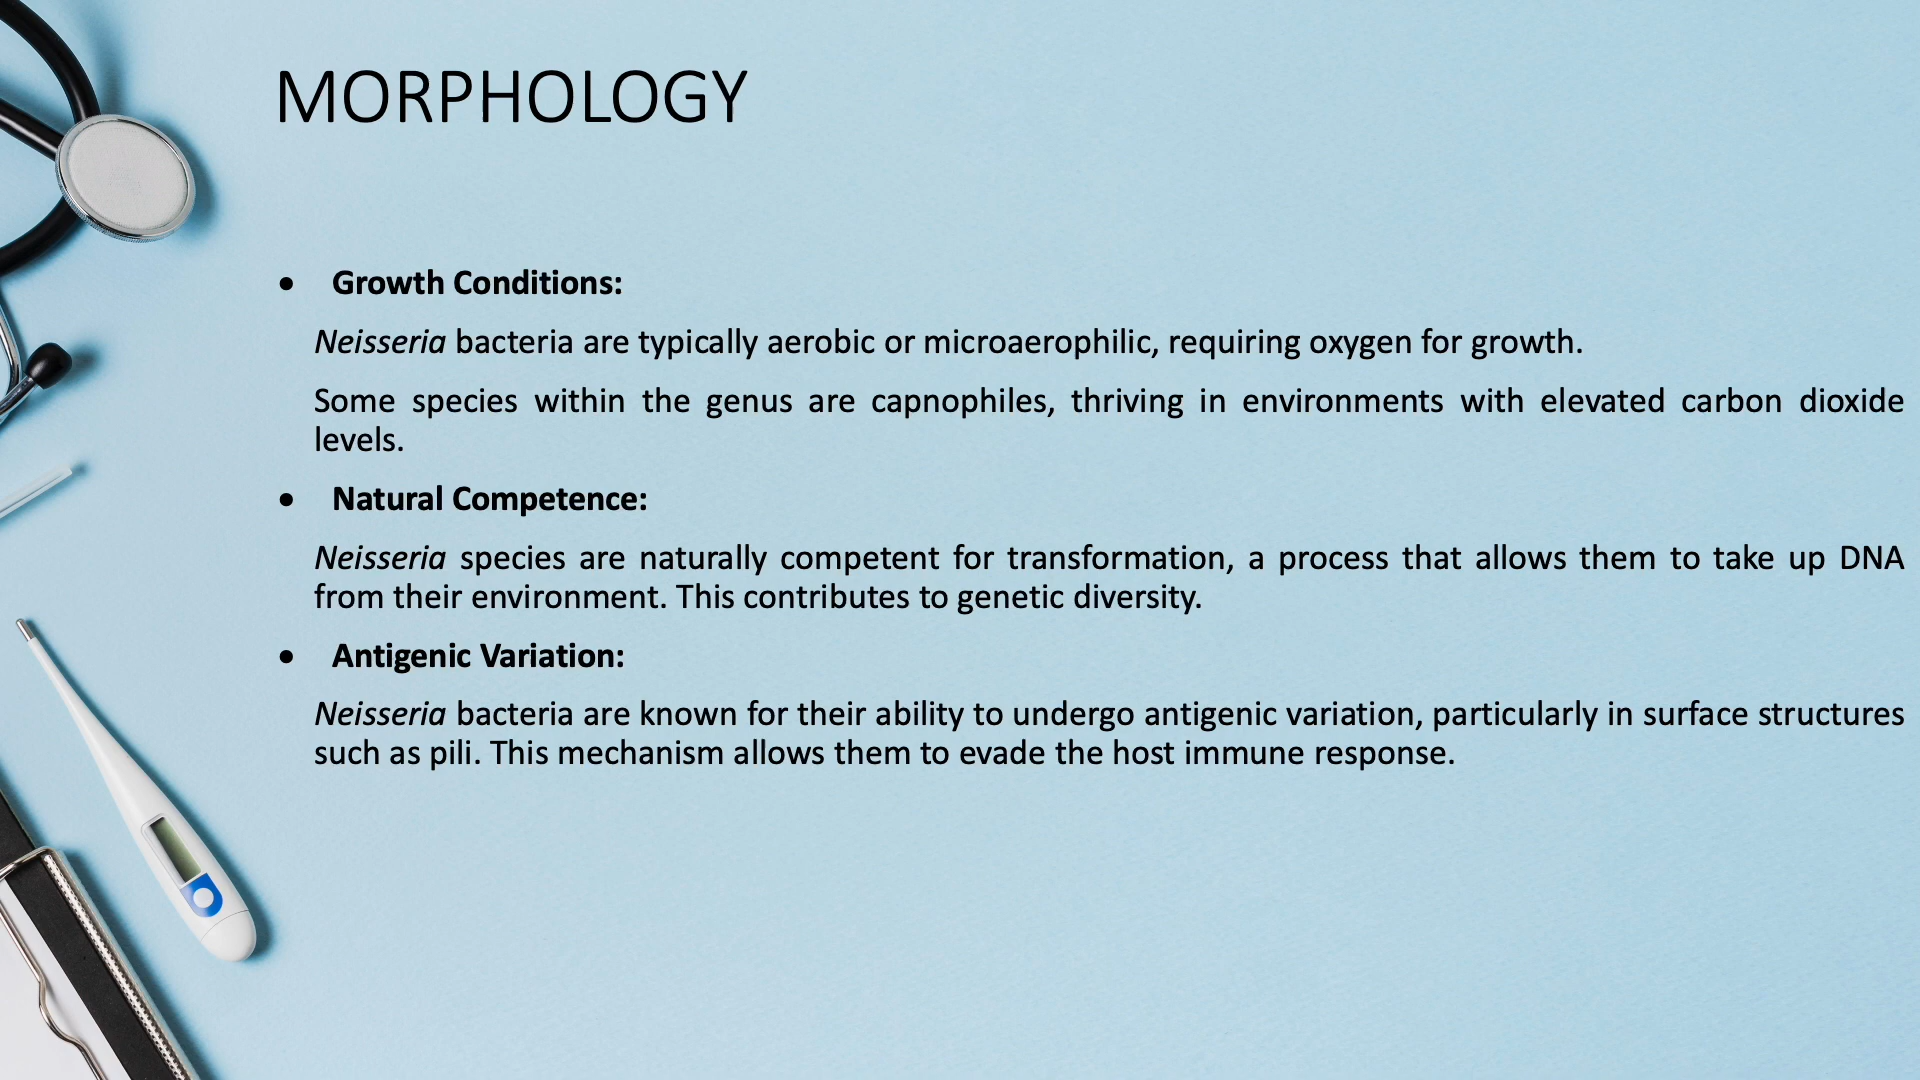 MORPHOLOGY
• Growth Conditions:
Neisseria bacteria are typically aerobic or microaerophilic, requiring oxygen for growth.
Some species within the genus are capnophiles, thriving in environments with elevated carbon dioxide
levels.
• Natural Competence:
Neisseria species are naturally competent for transformation, a process that allows them to take up DNA
from their environment. This contributes to genetic diversity.
• Antigenic Variation:
Neisseria bacteria are known for their ability to undergo antigenic variation, particularly in surface structures
such as pili. This mechanism allows them to evade the host immune response.